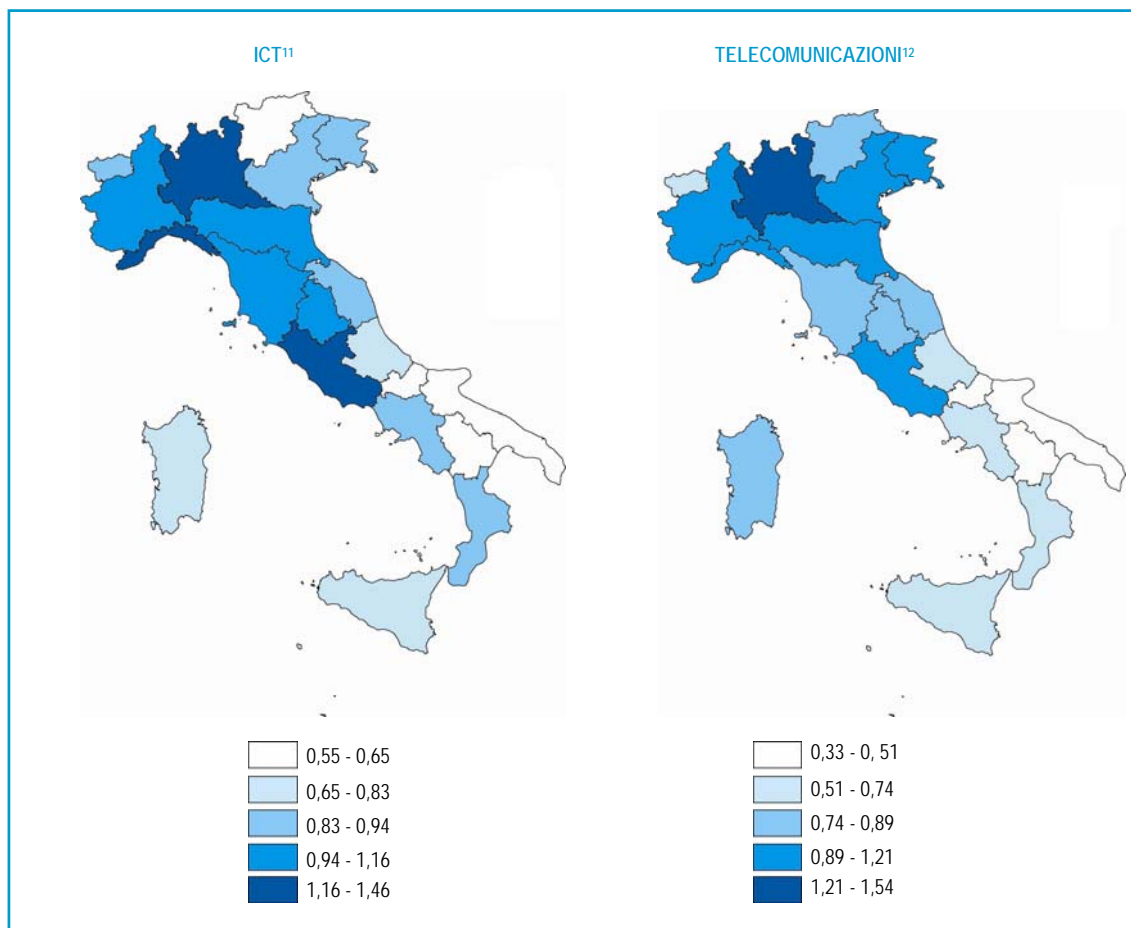 ICT¹¹
TELECOMUNICAZIONI¹²
0,55 - 0,65
0,65 - 0,83
0,83 - 0,94
0,94 - 1,16
1,16 - 1,46
0,33 - 0, 51
0,51 - 0,74
0,74 - 0,89
0,89 - 1,21
1,21 - 1,54